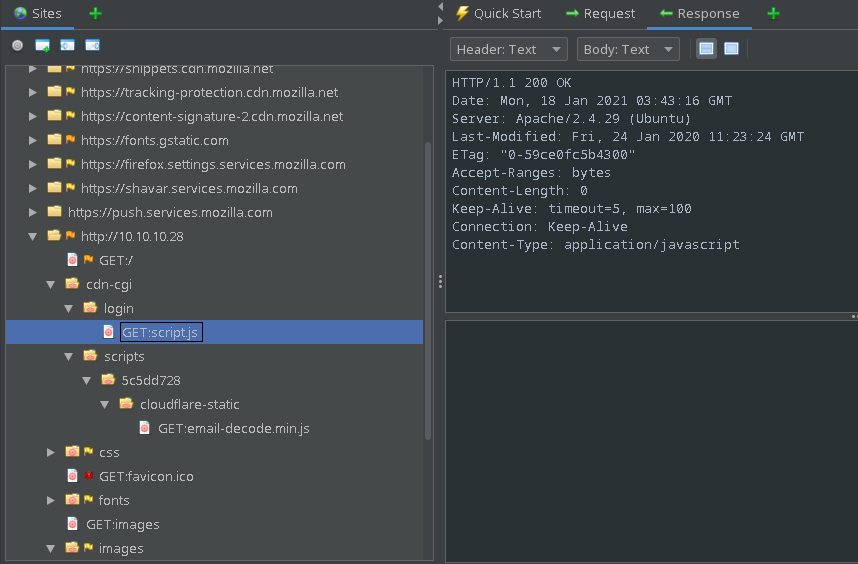 Sites
Quick Start
Request
Response
Header: Text
Body: Text
https://snippets.cdn.mozilla.net
https://tracking-protection.cdn.mozilla.net
https://content-signature-2.cdn.mozilla.net
https://fonts.gstatic.com
https://firefox.settings.services.mozilla.com
https://shavar.services.mozilla.com
https://push.services.mozilla.com
http://10.10.10.28
GET:/
cdn-cgi
login
GET:script.js
scripts
5c5dd728
cloudflare-static
GET:email-decode.min.js
css
GET:favicon.ico
fonts
GET:images
images
HTTP/1.1 200 OK
Date: Mon, 18 Jan 2021 03:43:16 GMT
Server: Apache/2.4.29 (Ubuntu)
Last-Modified: Fri, 24 Jan 2020 11:23:24 GMT
ETag: "0-59ce0fc5b4300"
Accept-Ranges: bytes
Content-Length: 0
Keep-Alive: timeout=5, max=100
Connection: Keep-Alive
Content-Type: application/javascript